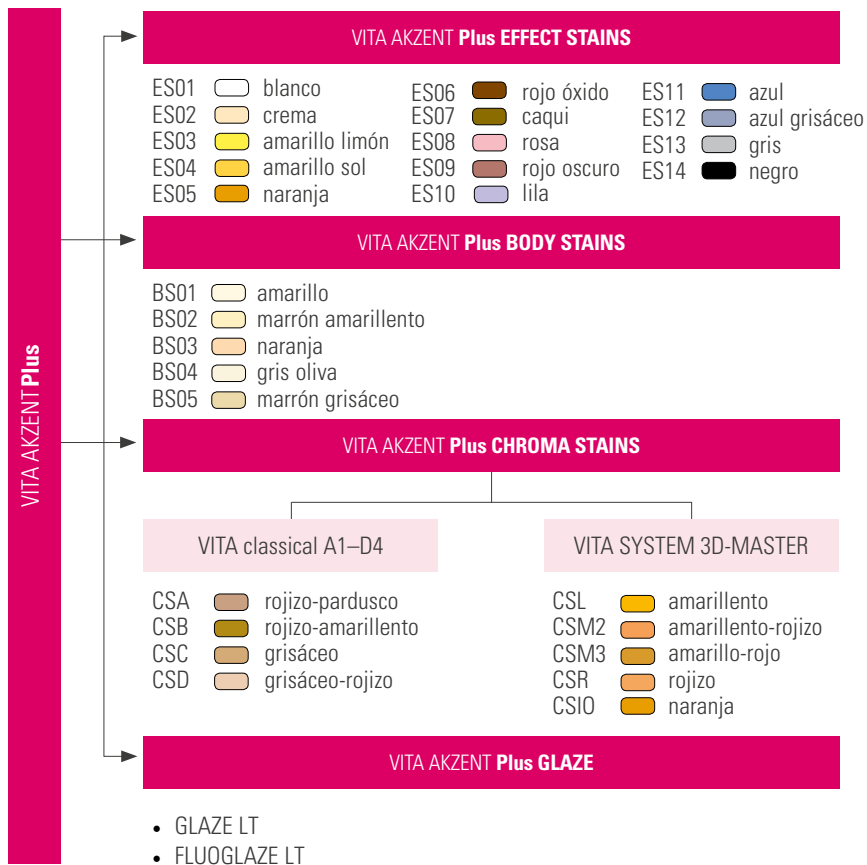 VITA AKZENT Plus
VITA AKZENT Plus EFFECT STAINS
ES01 blanco
ES02 crema
ES03 amarillo limón
ES04 amarillo sol
ES05 naranja
ES06 rojo óxido
ES07 caqui
ES08 rosa
ES09 rojo oscuro
ES10 lila
ES11 azul
ES12 azul grisáceo
ES13 gris
ES14 negro
VITA AKZENT Plus BODY STAINS
BS01 amarillo
BS02 marrón amarillento
BS03 naranja
BS04 gris oliva
BS05 marrón grisáceo
VITA AKZENT Plus CHROMA STAINS
VITA classical A1–D4
CSA rojizo-pardusco
CSB rojizo-amarillento
CSC grisáceo
CSD grisáceo-rojizo
VITA SYSTEM 3D-MASTER
CSL amarillento
CSM2 amarillento-rojizo
CSM3 amarillo-rojo
CSR rojizo
CSIO naranja
VITA AKZENT Plus GLAZE
• GLAZE LT
• FLUOGLAZE LT